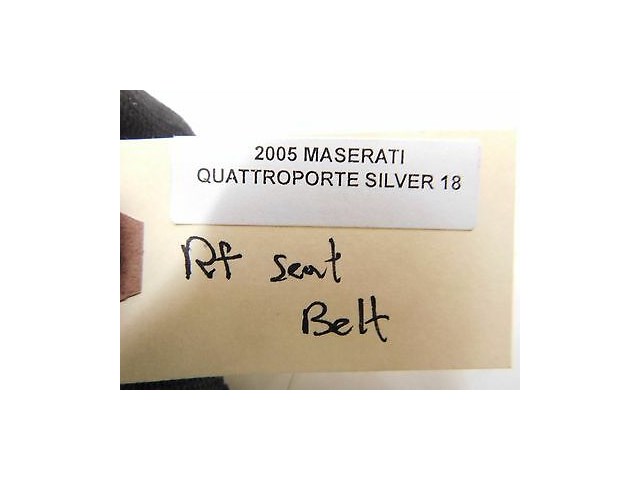 2005 MASERATI
QUATTROPORTE SILVER 18
Rf seat
Belt